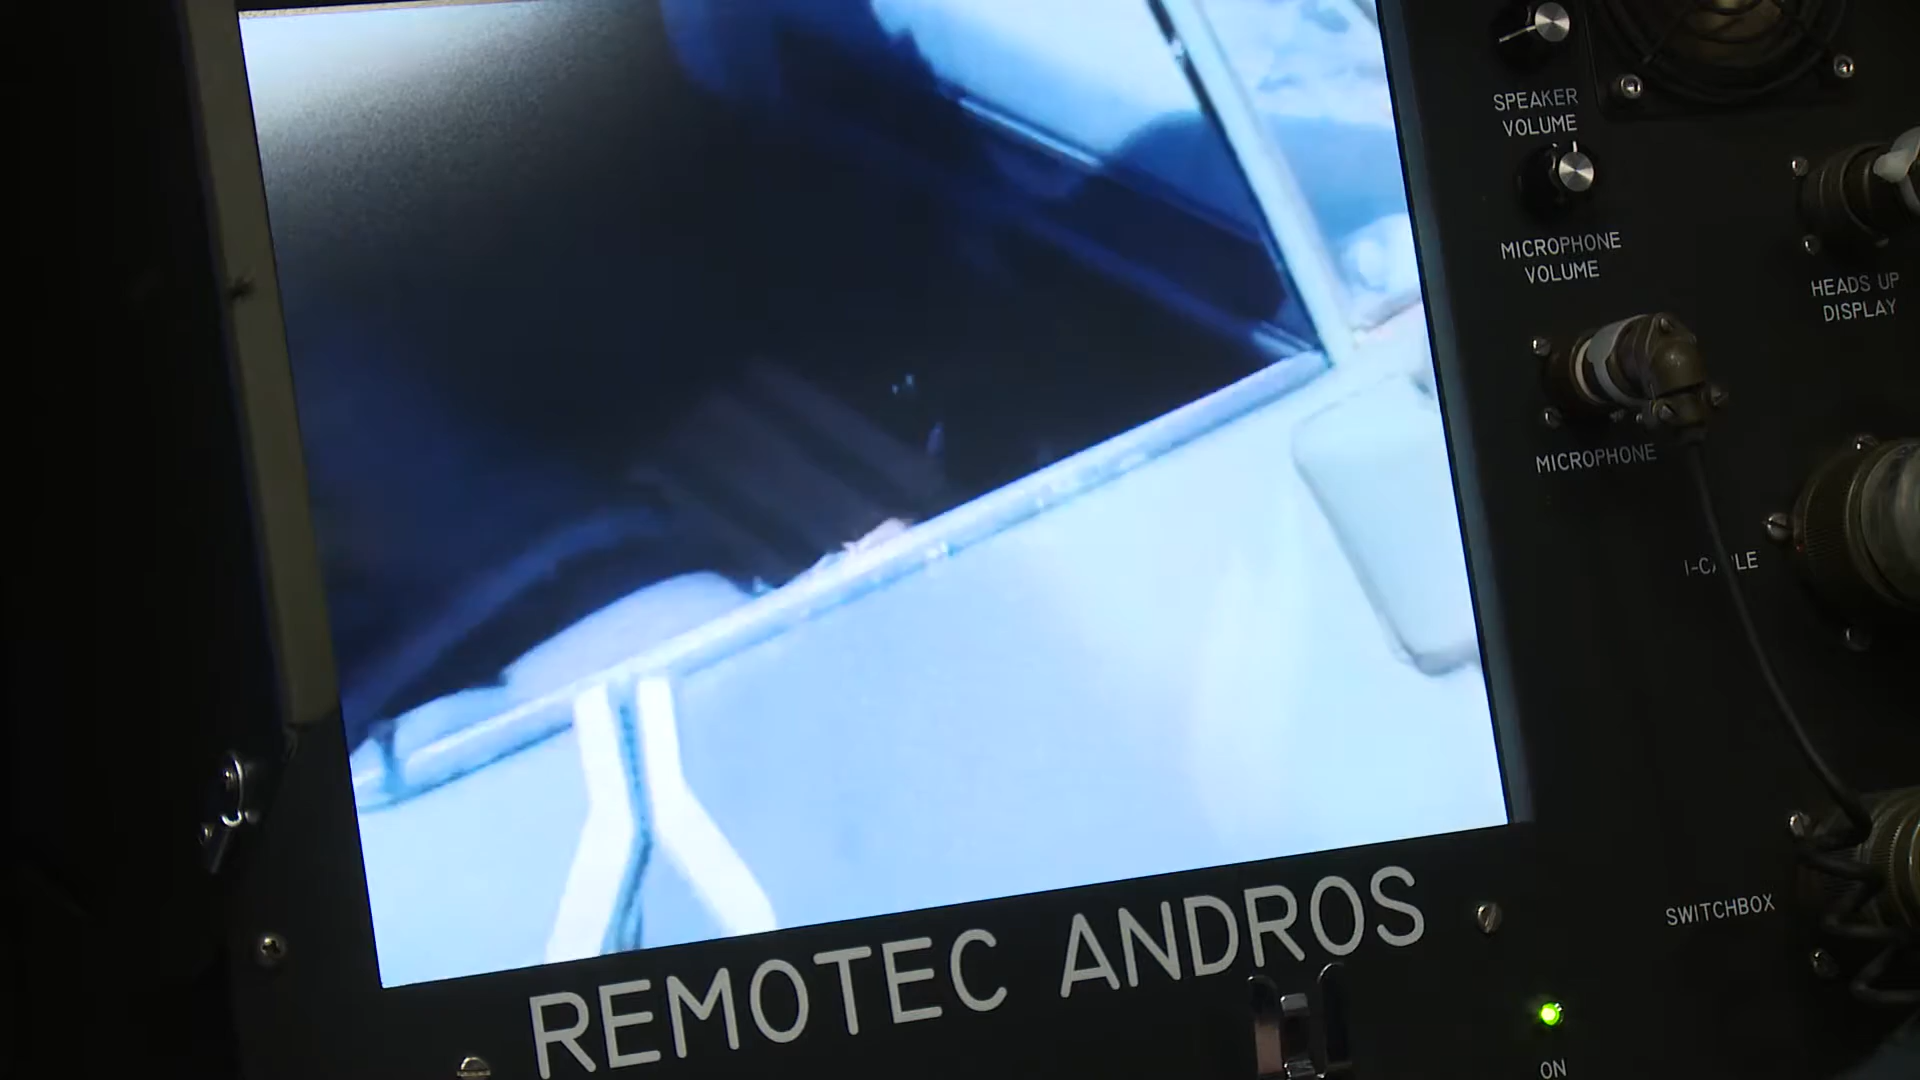 SPEAKER
VOLUME
MICROPHONE
VOLUME
HEADS UP
DISPLAY
MICROPHONE
SWITCHBOX
REMOTEC ANDROS
ON